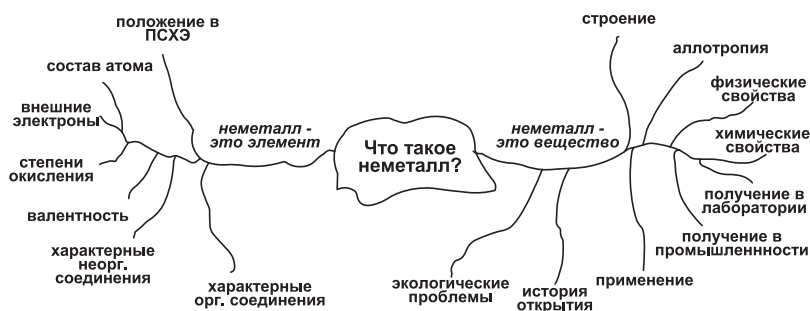 положение в
ПСХЭ
состав атома
внешние
электроны
степени
окисления
валентность
характерные
неорг.
соединения
характерные
орг. соединения
неметалл -
это элемент
Что такое
неметалл?
неметалл -
это вещество
строение
аллотропия
физические
свойства
химические
свойства
получение в
лаборатории
получение в
промышленнности
применение
история
открытия
экологические
проблемы